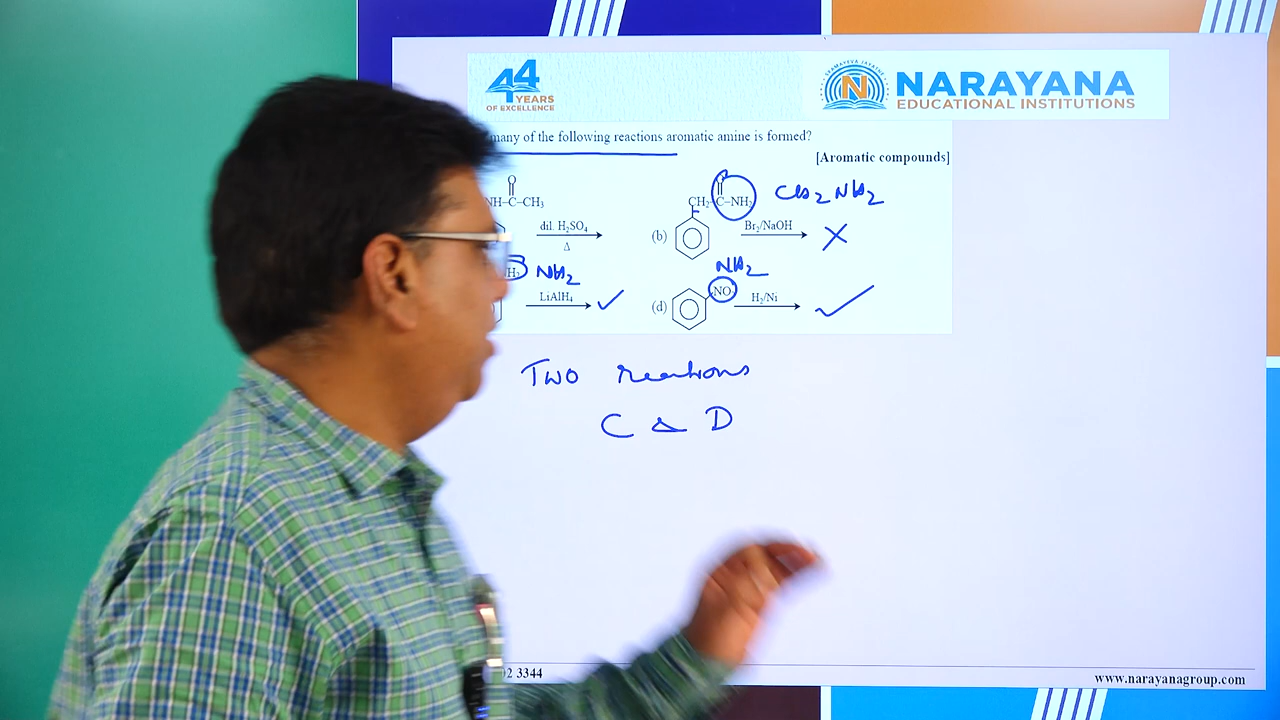 44
YEARS
OF EXCELLENCE
SAMAYEVA JAYATE
N
NARAYANA
EDUCATIONAL INSTITUTIONS
many of the following reactions aromatic amine is formed?
[Aromatic compounds]
O
NH–C–CH3
dil. H2SO4
Δ
(b)
O
CH2–C–NH2
Br2/NaOH
CH2NH2
X
NH2
LiAlH4
✓
(d)
NH2
NO2
H2/Ni
✓
Two reactions
C & D
02 3344
www.narayanagroup.com